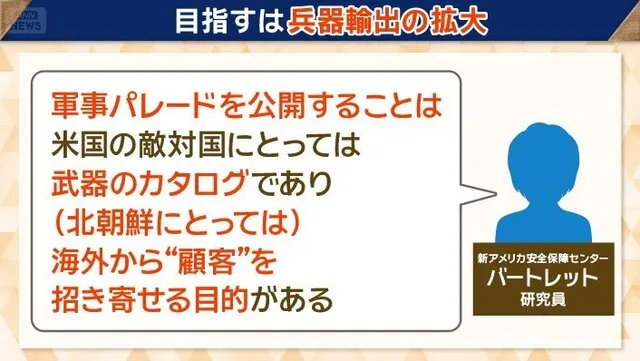 目指すは兵器輸出の拡大
ANN
NEWS
軍事パレードを公開することは
米国の敵対国にとっては
武器のカタログであり
（北朝鮮にとっては）
海外から“顧客”を
招き寄せる目的がある
新アメリカ安全保障センター
バートレット
研究員